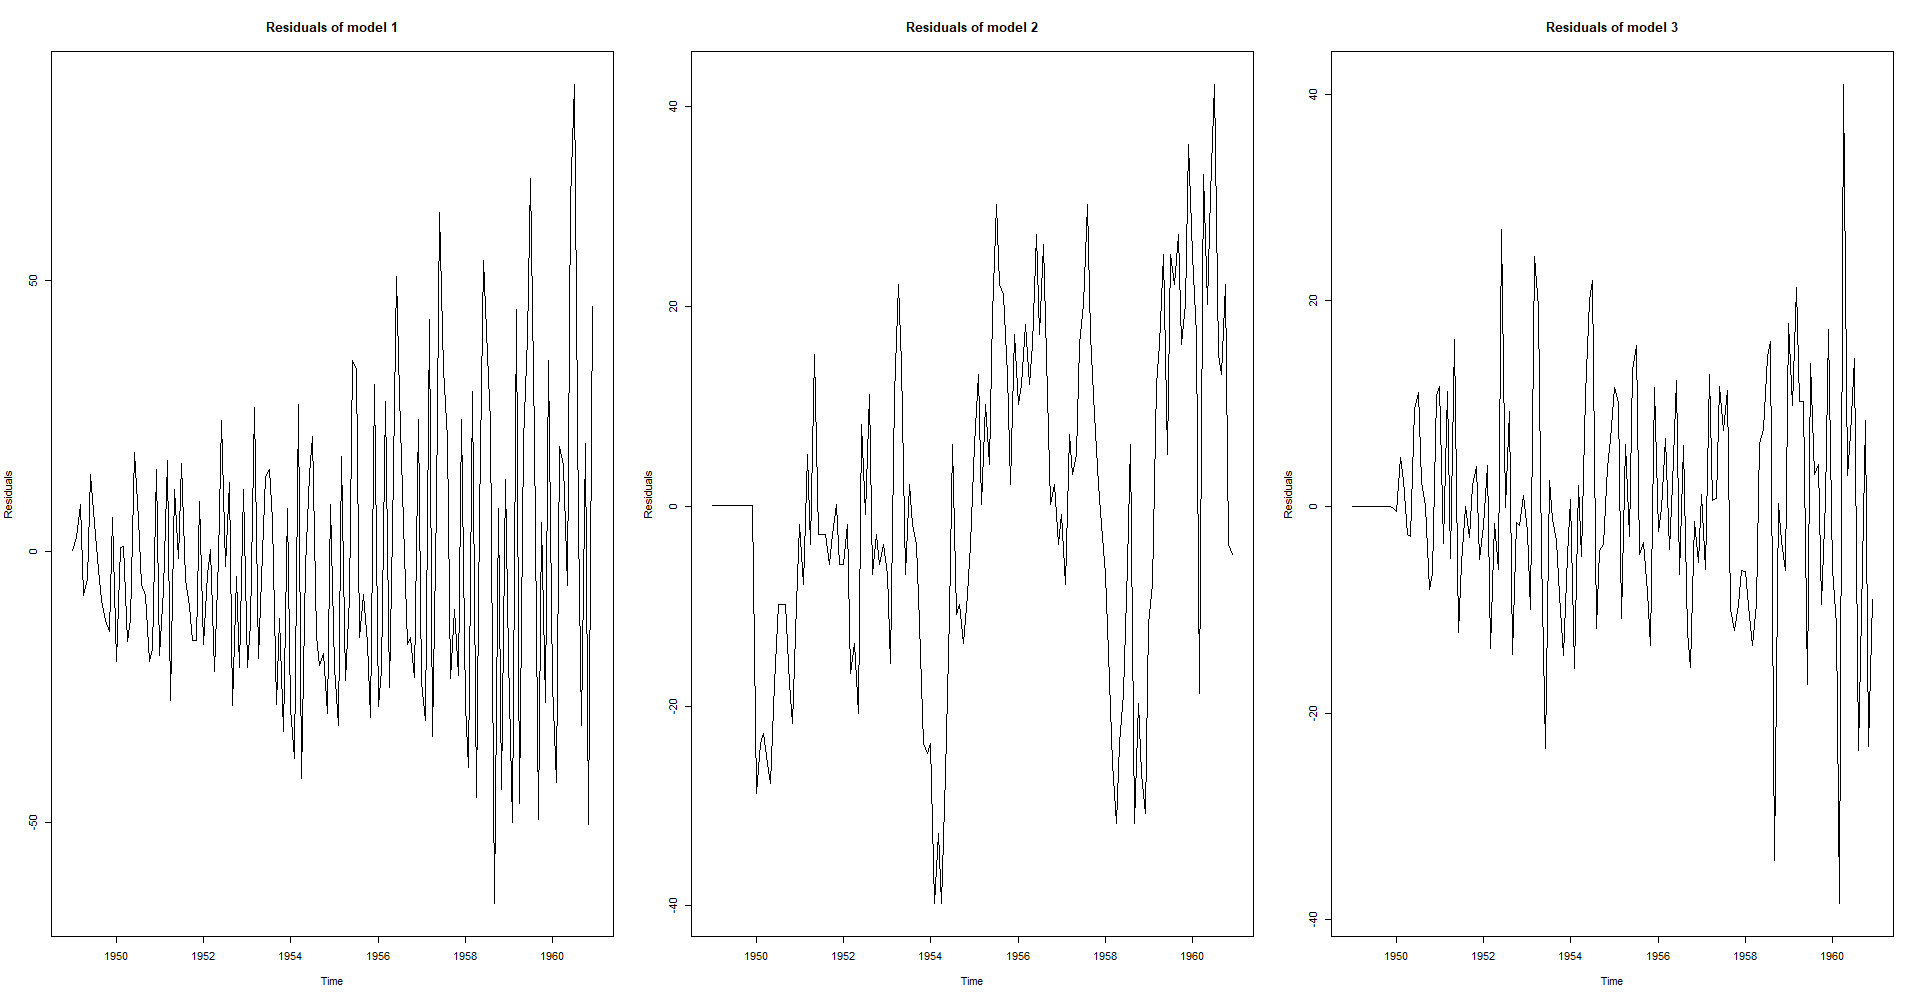 Residuals of model 1
Residuals
50
0
-50
1950 1952 1954 1956 1958 1960
Time
Residuals of model 2
Residuals
40
20
0
-20
-40
1950 1952 1954 1956 1958 1960
Time
Residuals of model 3
Residuals
40
20
0
-20
-40
1950 1952 1954 1956 1958 1960
Time